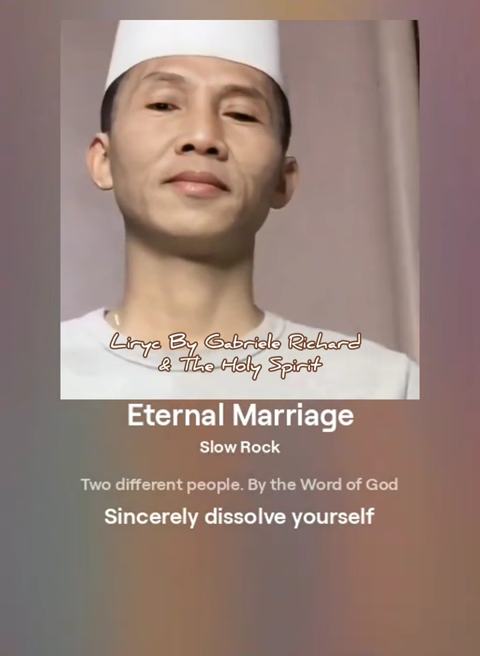 Liryc By Gabriele Richard
& The Holy Spirit
Eternal Marriage
Slow Rock
Two different people. By the Word of God
Sincerely dissolve yourself